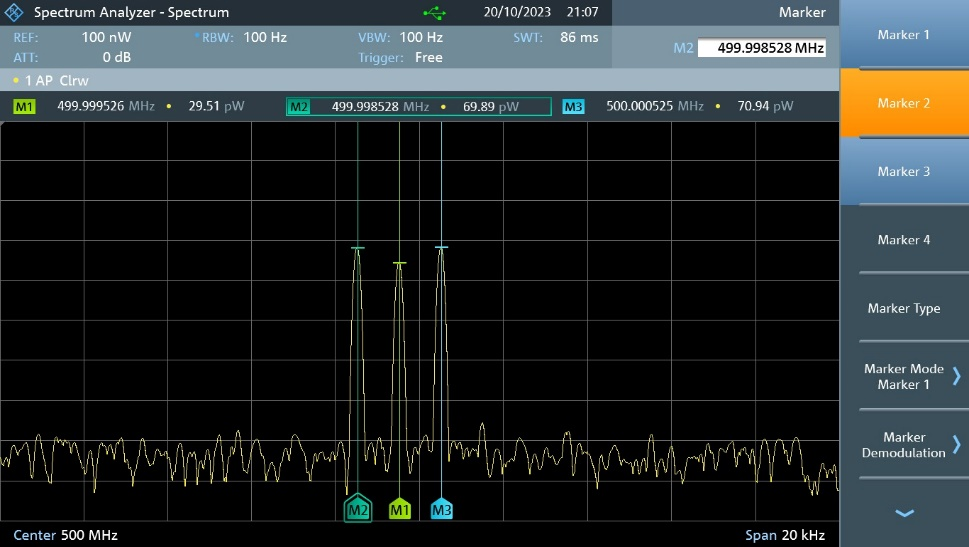 Spectrum Analyzer - Spectrum 20/10/2023 21:07 Marker
REF: 100 nW RBW: 100 Hz VBW: 100 Hz SWT: 86 ms
M2 499.998528 MHz
ATT: 0 dB Trigger: Free
1 AP Clrw
M1 499.999526 MHz • 29.51 pW M2 499.998528 MHz • 69.89 pW M3 500.000525 MHz • 70.94 pW
M2 M1 M3
Center 500 MHz Span 20 kHz
Marker 1
Marker 2
Marker 3
Marker 4
Marker Type
Marker Mode
Marker 1
Marker
Demodulation